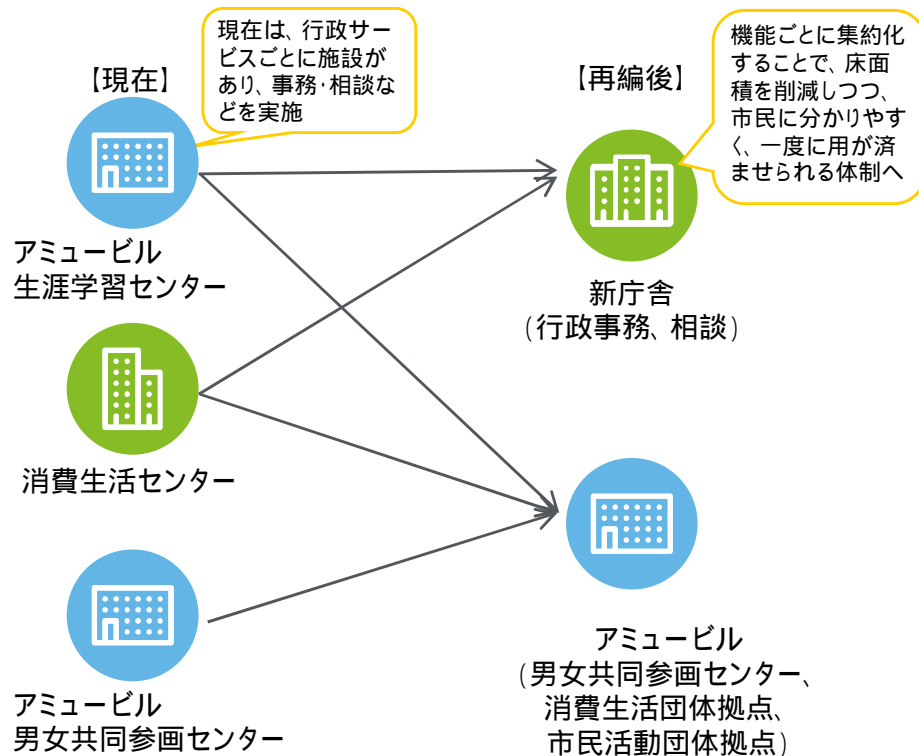 【現在】
現在は、行政サー
ビスごとに施設が
あり、事務・相談な
どを実施
アミュービル
生涯学習センター
消費生活センター
アミュービル
男女共同参画センター
【再編後】
機能ごとに集約化
することで、床面
積を削減しつつ、
市民に分かりやす
く、一度に用が済
ませられる体制へ
新庁舎
(行政事務、相談)
アミュービル
(男女共同参画センター、
消費生活団体拠点、
市民活動団体拠点)